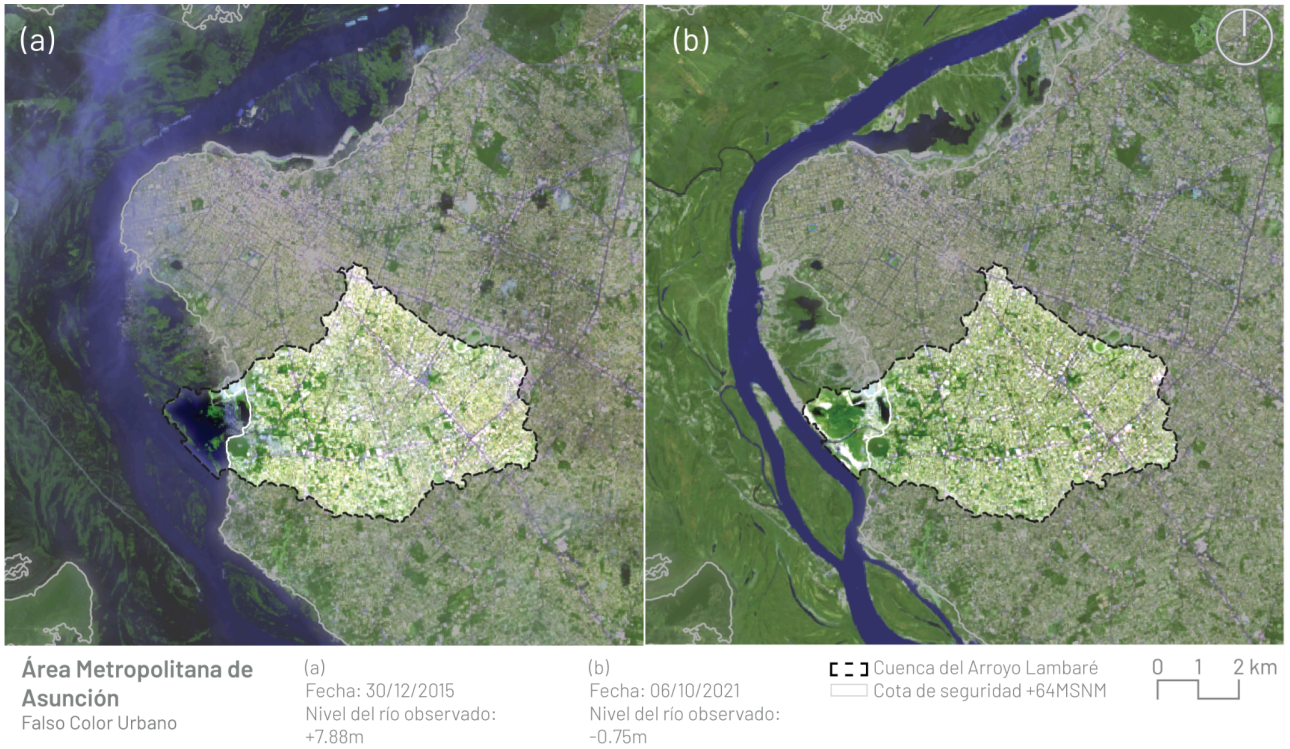 (a)
(b)
Área Metropolitana de
Asunción
Falso Color Urbano
(a)
Fecha: 30/12/2015
Nivel del río observado:
+7.88m
(b)
Fecha: 06/10/2021
Nivel del río observado:
-0.75m
Cuenca del Arroyo Lambaré
Cota de seguridad +64MSNM
0 1 2 km